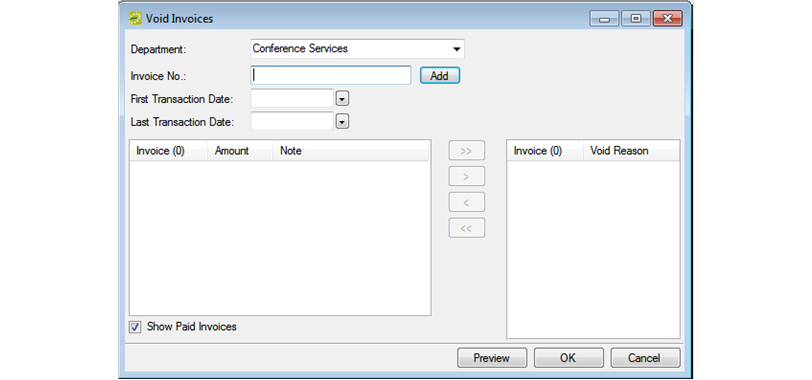 Void Invoices
Department: Conference Services
Invoice No.: Add
First Transaction Date:
Last Transaction Date:
Invoice (0) Amount Note >> Invoice (0) Void Reason
>
<
<<
Show Paid Invoices
Preview OK Cancel